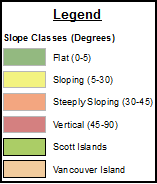 Legend
Slope Classes (Degrees)
Flat (0-5)
Sloping (5-30)
Steeply Sloping (30-45)
Vertical (45-90)
Scott Islands
Vancouver Island